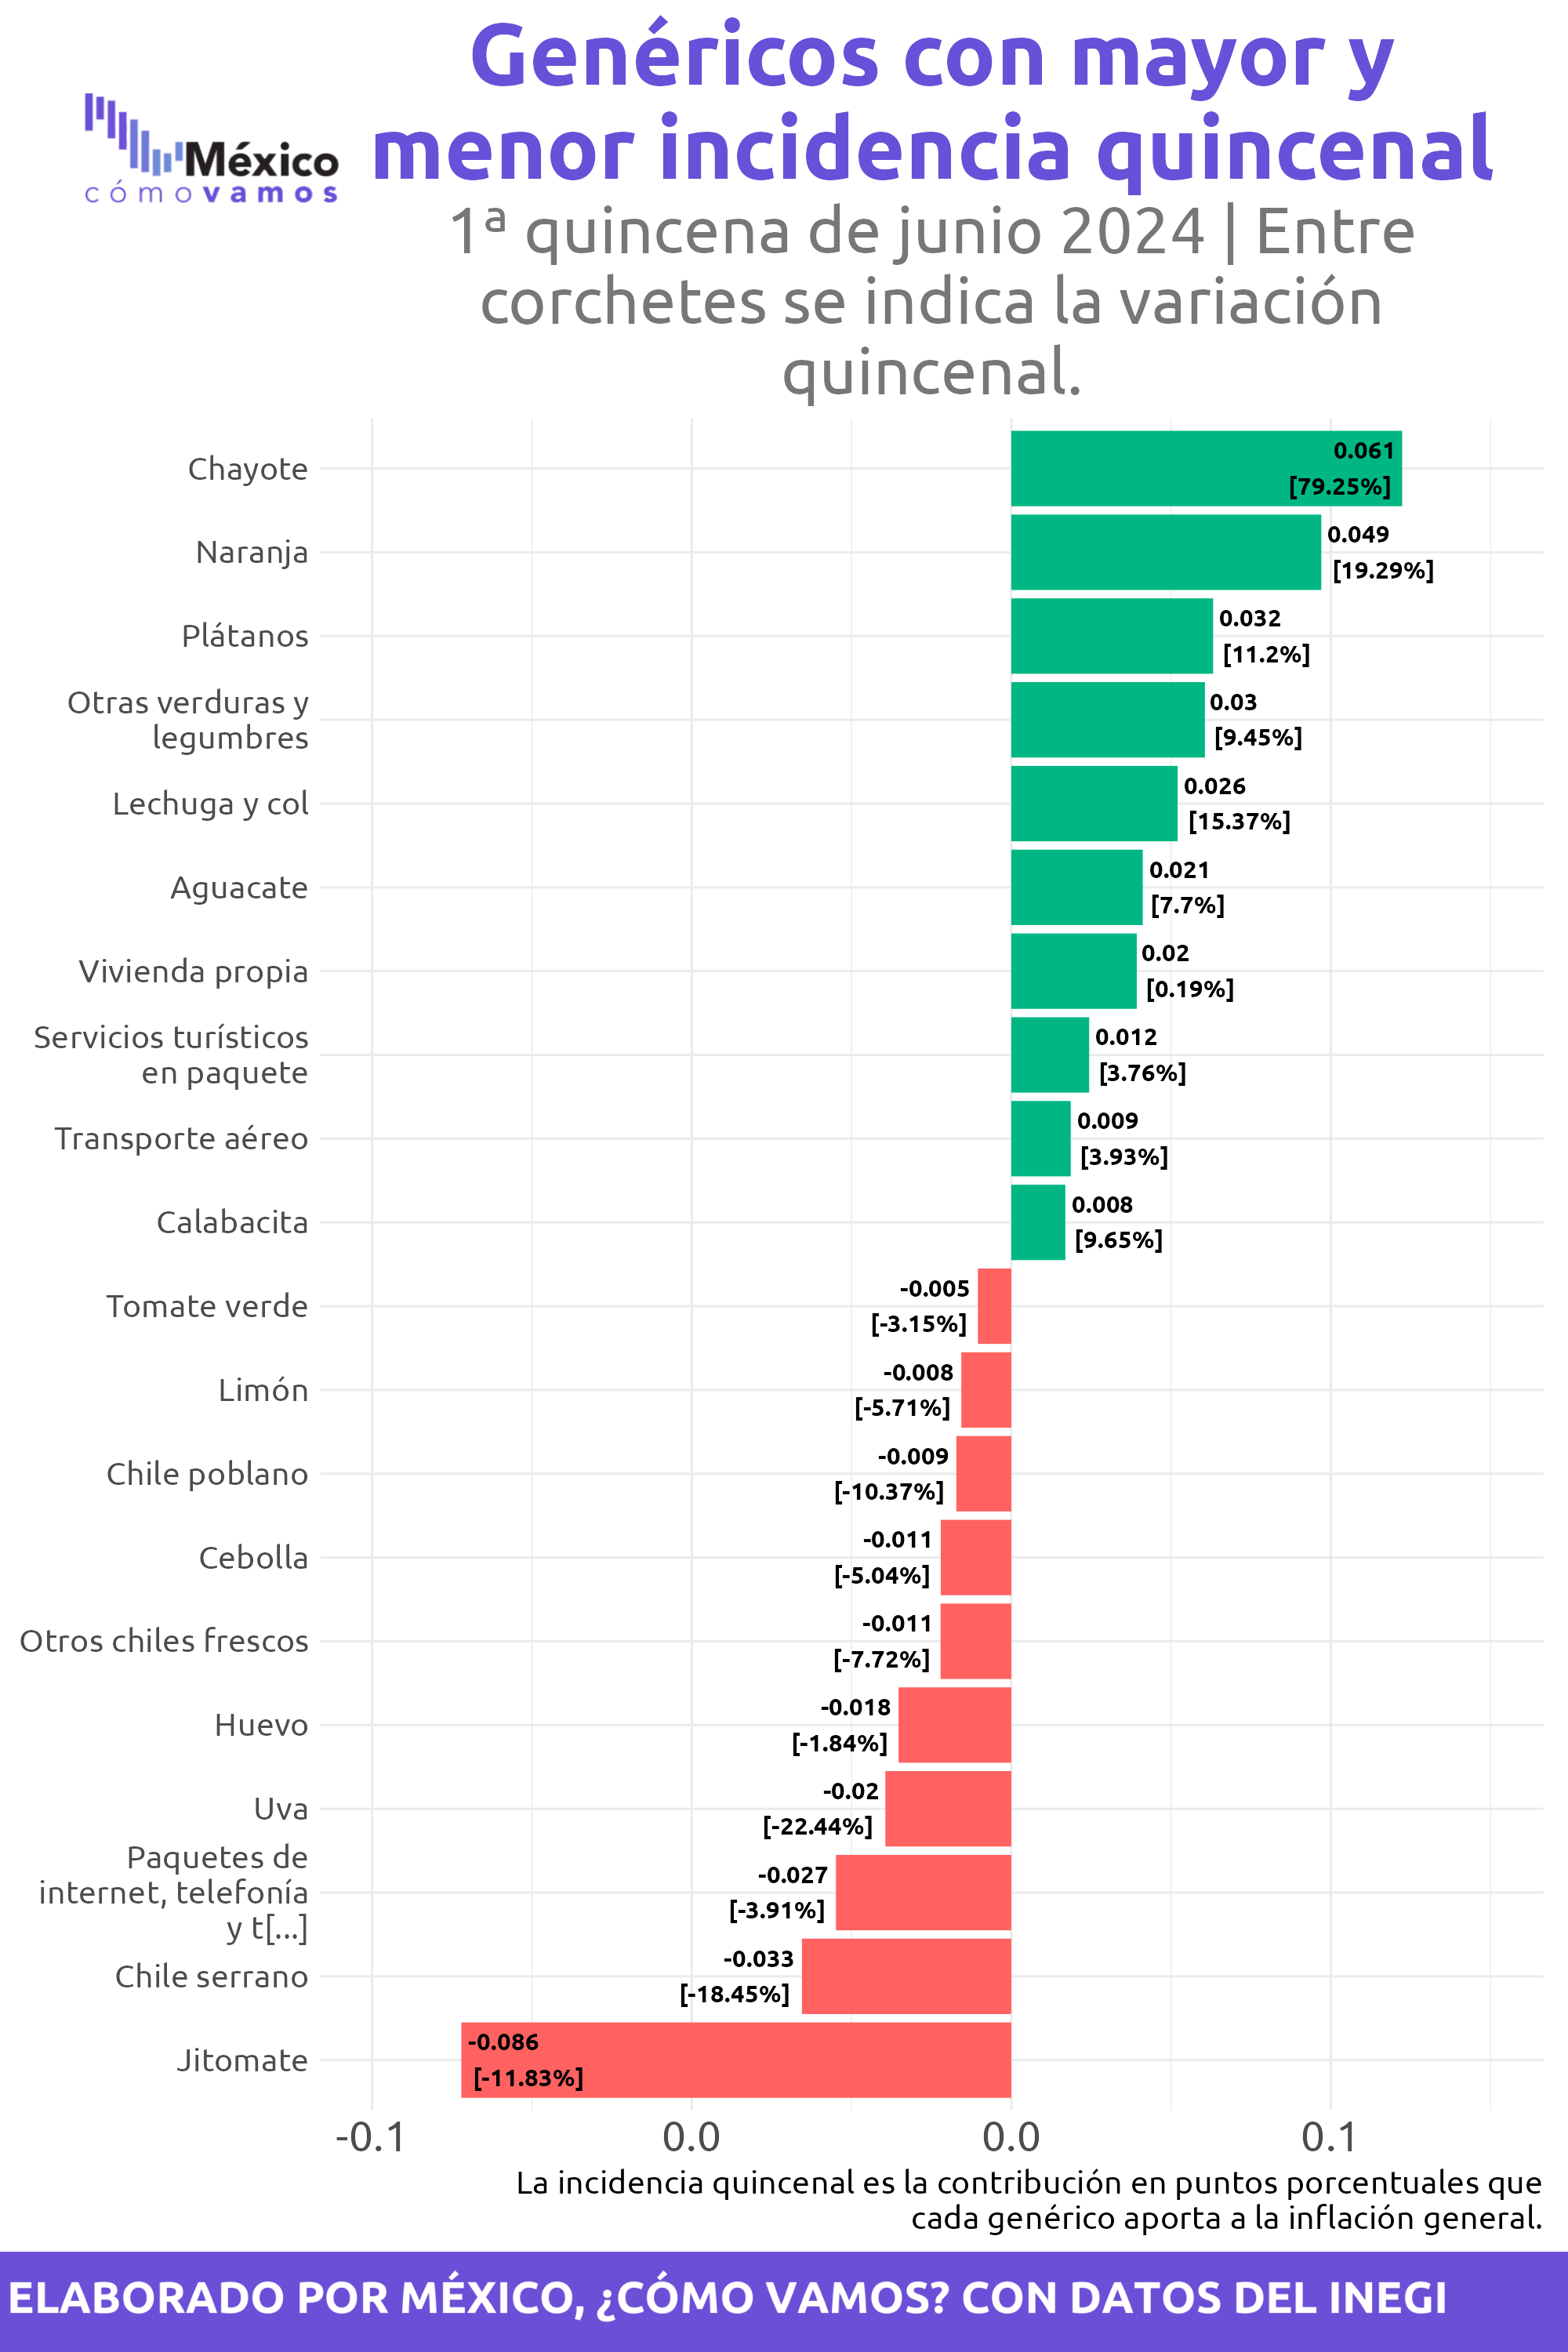 Genéricos con mayor y
menor incidencia quincenal
México
cómovamos
1ª quincena de junio 2024 | Entre
corchetes se indica la variación
quincenal.
Chayote
0.061
[79.25%]
Naranja
0.049
[19.29%]
Plátanos
0.032
[11.2%]
Otras verduras y
legumbres
0.03
[9.45%]
Lechuga y col
0.026
[15.37%]
Aguacate
0.021
[7.7%]
Vivienda propia
0.02
[0.19%]
Servicios turísticos
en paquete
0.012
[3.76%]
Transporte aéreo
0.009
[3.93%]
Calabacita
0.008
[9.65%]
Tomate verde
-0.005
[-3.15%]
Limón
-0.008
[-5.71%]
Chile poblano
-0.009
[-10.37%]
Cebolla
-0.011
[-5.04%]
Otros chiles frescos
-0.011
[-7.72%]
Huevo
-0.018
[-1.84%]
Uva
-0.02
[-22.44%]
Paquetes de
internet, telefonía
y t[...]
-0.027
[-3.91%]
Chile serrano
-0.033
[-18.45%]
Jitomate
-0.086
[-11.83%]
-0.1 0.0 0.0 0.1
La incidencia quincenal es la contribución en puntos porcentuales que
cada genérico aporta a la inflación general.
ELABORADO POR MÉXICO, ¿CÓMO VAMOS? CON DATOS DEL INEGI